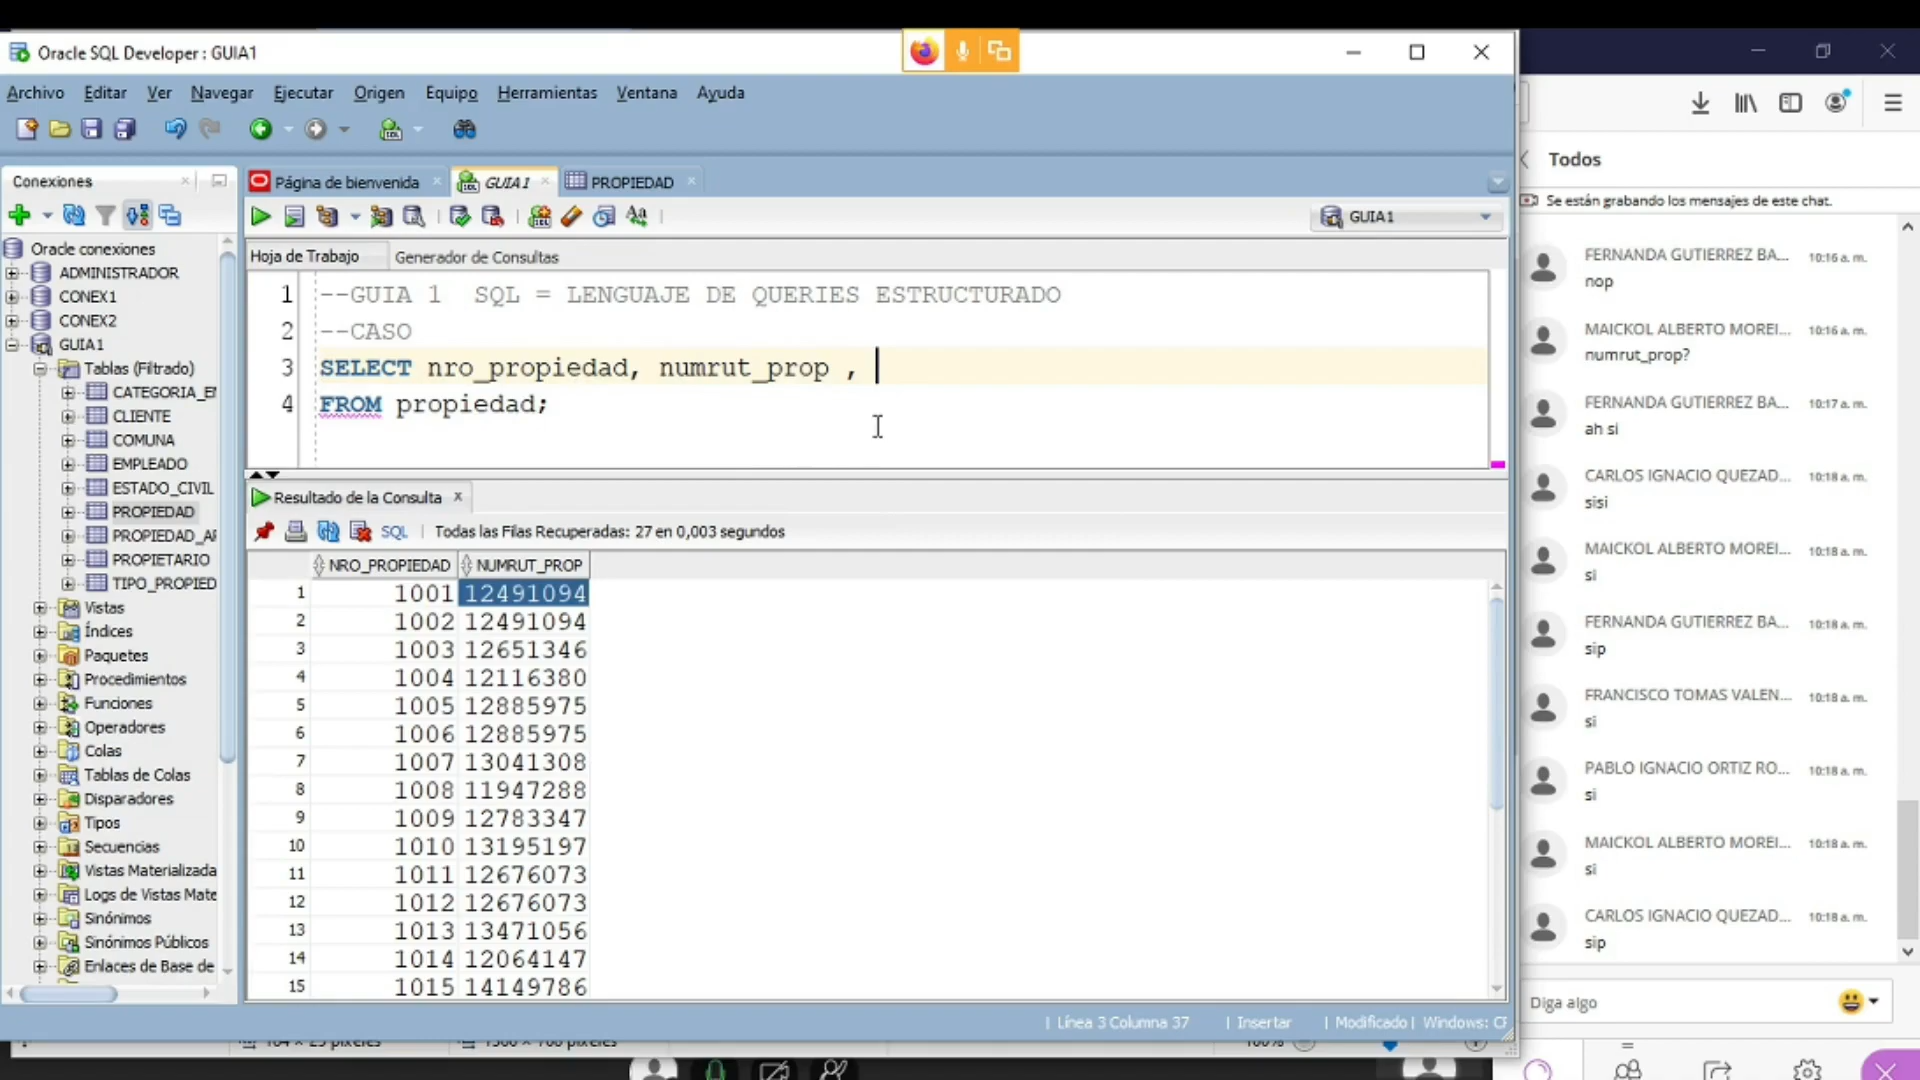 Oracle SQL Developer : GUIA1
Archivo Editar Ver Navegar Ejecutar Origen Equipo Herramientas Ventana Ayuda
Conexiones
Página de bienvenida
GUIA1
PROPIEDAD
GUIA1
Hoja de Trabajo
Generador de Consultas
Oracle conexiones
ADMINISTRADOR
CONEX1
CONEX2
GUIA1
Tablas (Filtrado)
CATEGORIA_EM
CLIENTE
COMUNA
EMPLEADO
ESTADO_CIVIL
PROPIEDAD
PROPIEDAD_AR
PROPIETARIO
TIPO_PROPIED
Vistas
Índices
Paquetes
Procedimientos
Funciones
Operadores
Colas
Tablas de Colas
Disparadores
Tipos
Secuencias
Vistas Materializada
Logs de Vistas Mate
Sinónimos
Sinónimos Públicos
Enlaces de Base de
1 --GUIA 1  SQL = LENGUAJE DE QUERIES ESTRUCTURADO
2 --CASO
3 SELECT nro_propiedad, numrut_prop ,
4 FROM propiedad;
Resultado de la Consulta
SQL | Todas las Filas Recuperadas: 27 en 0,003 segundos
NRO_PROPIEDAD NUMRUT_PROP
1 1001 12491094
2 1002 12491094
3 1003 12651346
4 1004 12116380
5 1005 12885975
6 1006 12885975
7 1007 13041308
8 1008 11947288
9 1009 12783347
10 1010 13195197
11 1011 12676073
12 1012 12676073
13 1013 13471056
14 1014 12064147
15 1015 14149786
| Línea 3 Columna 37 | Insertar | Modificado | Windows: CR
100%
Todos
Se están grabando los mensajes de este chat.
FERNANDA GUTIERREZ BA... 10:16 a. m.
nop
MAICKOL ALBERTO MOREI... 10:16 a. m.
numrut_prop?
FERNANDA GUTIERREZ BA... 10:17 a. m.
ah si
CARLOS IGNACIO QUEZAD... 10:18 a. m.
sisi
MAICKOL ALBERTO MOREI... 10:18 a. m.
si
FERNANDA GUTIERREZ BA... 10:18 a. m.
sip
FRANCISCO TOMAS VALEN... 10:18 a. m.
si
PABLO IGNACIO ORTIZ RO... 10:18 a. m.
si
MAICKOL ALBERTO MOREI... 10:18 a. m.
si
CARLOS IGNACIO QUEZAD... 10:18 a. m.
sip
Diga algo